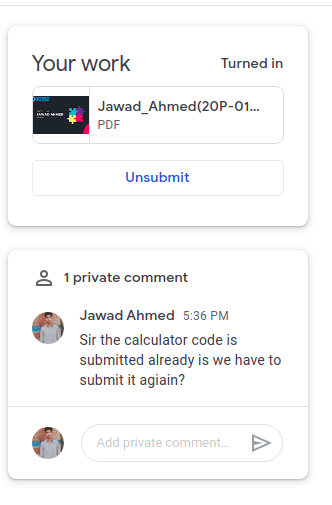 Your work
Turned in
Jawad_Ahmed(20P-01...
PDF
Unsubmit
1 private comment
Jawad Ahmed 5:36 PM
Sir the calculator code is
submitted already is we have to
submit it agiain?
Add private comment...